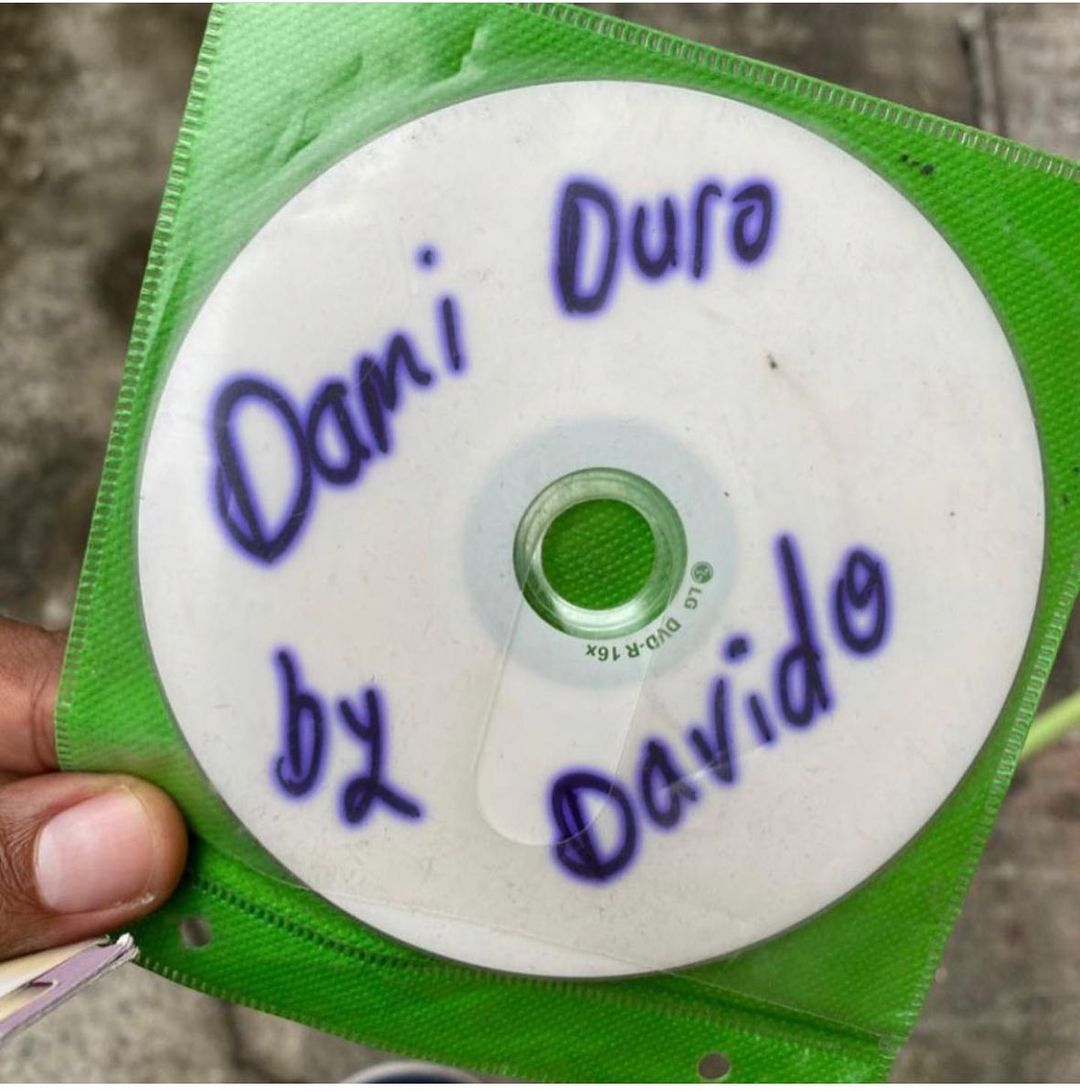 Dami Duro
by Davido
LG DVD-R 16x